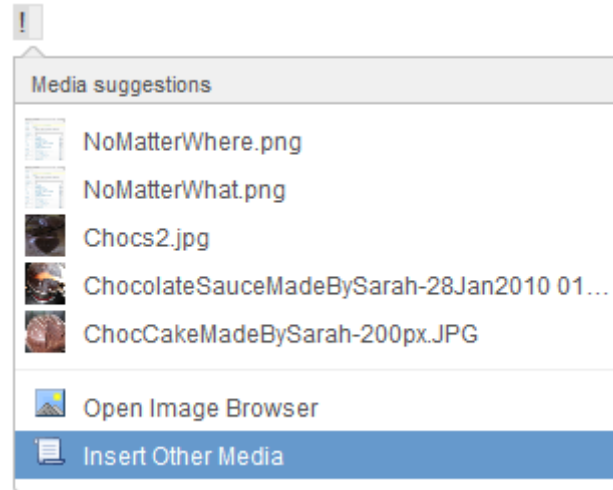 !
Media suggestions
NoMatterWhere.png
NoMatterWhat.png
Chocs2.jpg
ChocolateSauceMadeBySarah-28Jan2010 01...
ChocCakeMadeBySarah-200px.JPG
Open Image Browser
Insert Other Media